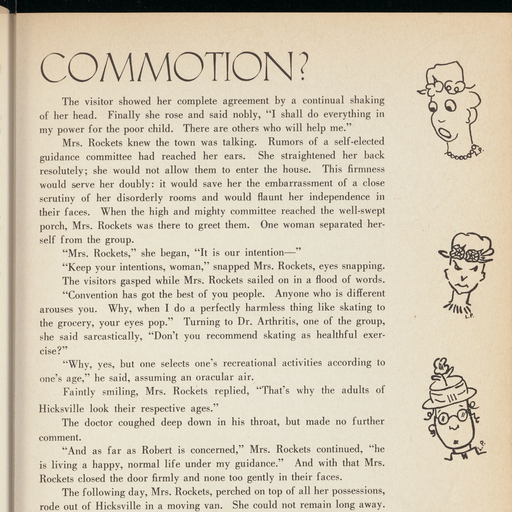 COMMOTION?
The visitor showed her complete agreement by a continual shaking
of her head. Finally she rose and said nobly, “I shall do everything in
my power for the poor child. There are others who will help me.”
Mrs. Rockets knew the town was talking. Rumors of a self-elected
guidance committee had reached her ears. She straightened her back
resolutely; she would not allow them to enter the house. This firmness
would serve her doubly: it would save her the embarrassment of a close
scrutiny of her disorderly rooms and would flaunt her independence in
their faces. When the high and mighty committee reached the well-swept
porch, Mrs. Rockets was there to greet them. One woman separated her-
self from the group.
“Mrs. Rockets,” she began, “It is our intention—”
“Keep your intentions, woman,” snapped Mrs. Rockets, eyes snapping.
The visitors gasped while Mrs. Rockets sailed on in a flood of words.
“Convention has got the best of you people. Anyone who is different
arouses you. Why, when I do a perfectly harmless thing like skating to
the grocery, your eyes pop.” Turning to Dr. Arthritis, one of the group,
she said sarcastically, “Don’t you recommend skating as healthful exer-
cise?”
“Why, yes, but one selects one’s recreational activities according to
one’s age,” he said, assuming an oracular air.
Faintly smiling, Mrs. Rockets replied, “That’s why the adults of
Hicksville look their respective ages.”
The doctor coughed deep down in his throat, but made no further
comment.
“And as far as Robert is concerned,” Mrs. Rockets continued, “he
is living a happy, normal life under my guidance.” And with that Mrs.
Rockets closed the door firmly and none too gently in their faces.
The following day, Mrs. Rockets, perched on top of all her possessions,
rode out of Hicksville in a moving van. She could not remain long away.